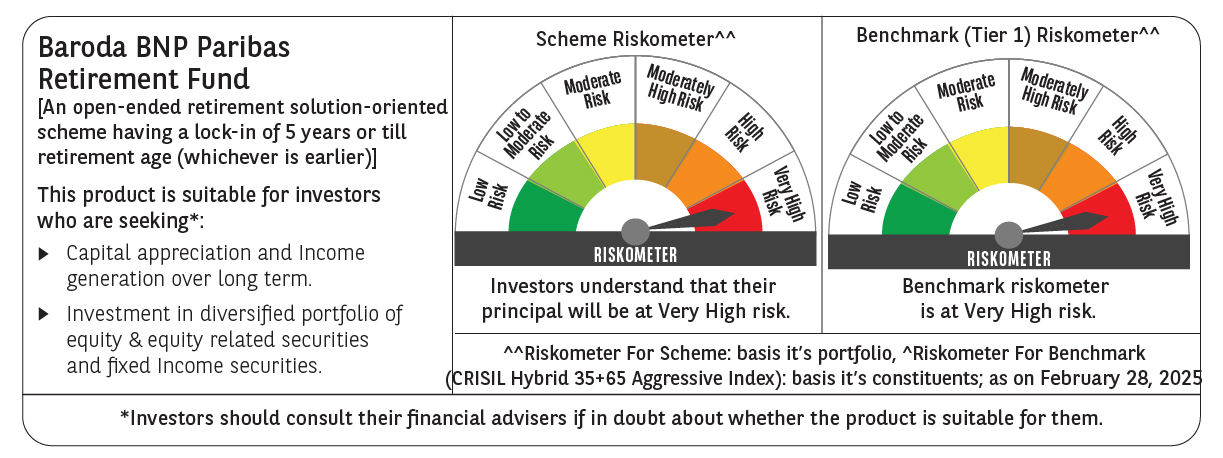 Baroda BNP Paribas
Retirement Fund
[An open-ended retirement solution-oriented
scheme having a lock-in of 5 years or till
retirement age (whichever is earlier)]
This product is suitable for investors
who are seeking*:
Capital appreciation and Income
generation over long term.
Investment in diversified portfolio of
equity & equity related securities
and fixed Income securities.
Scheme Riskometer^^
Low
Risk
Low to
Moderate
Risk
Moderate
Risk
Moderately
High Risk
High
Risk
Very High
Risk
RISKOMETER
Investors understand that their
principal will be at Very High risk.
Benchmark (Tier 1) Riskometer^^
Low
Risk
Low to
Moderate
Risk
Moderate
Risk
Moderately
High Risk
High
Risk
Very High
Risk
RISKOMETER
Benchmark riskometer
is at Very High risk.
^^Riskometer For Scheme: basis it’s portfolio, ^Riskometer For Benchmark
(CRISIL Hybrid 35+65 Aggressive Index): basis it’s constituents; as on February 28, 2025
*Investors should consult their financial advisers if in doubt about whether the product is suitable for them.